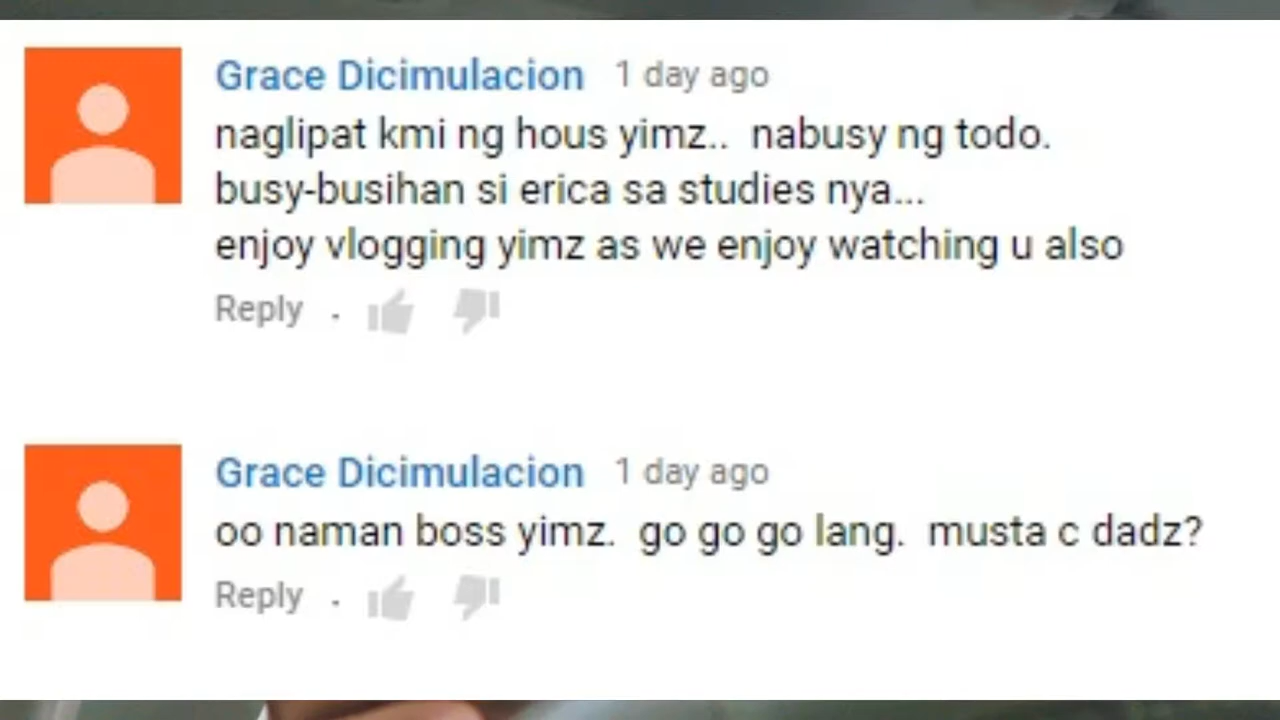 Grace Dicimulacion 1 day ago
naglipat kmi ng hous yimz.. nabusy ng todo.
busy-busihan si erica sa studies nya...
enjoy vlogging yimz as we enjoy watching u also
Reply .
Grace Dicimulacion 1 day ago
oo naman boss yimz. go go go lang. musta c dadz?
Reply .